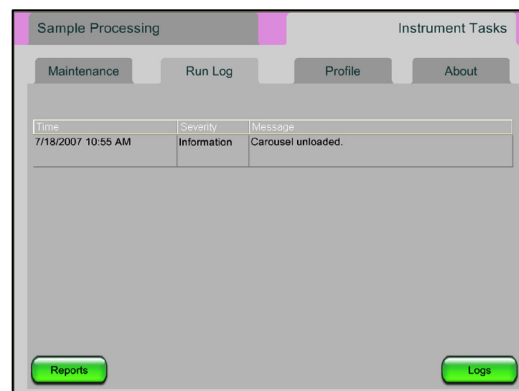 Sample Processing
Instrument Tasks
Maintenance
Run Log
Profile
About
Time Severity Message
7/18/2007 10:55 AM Information Carousel unloaded.
Reports
Logs